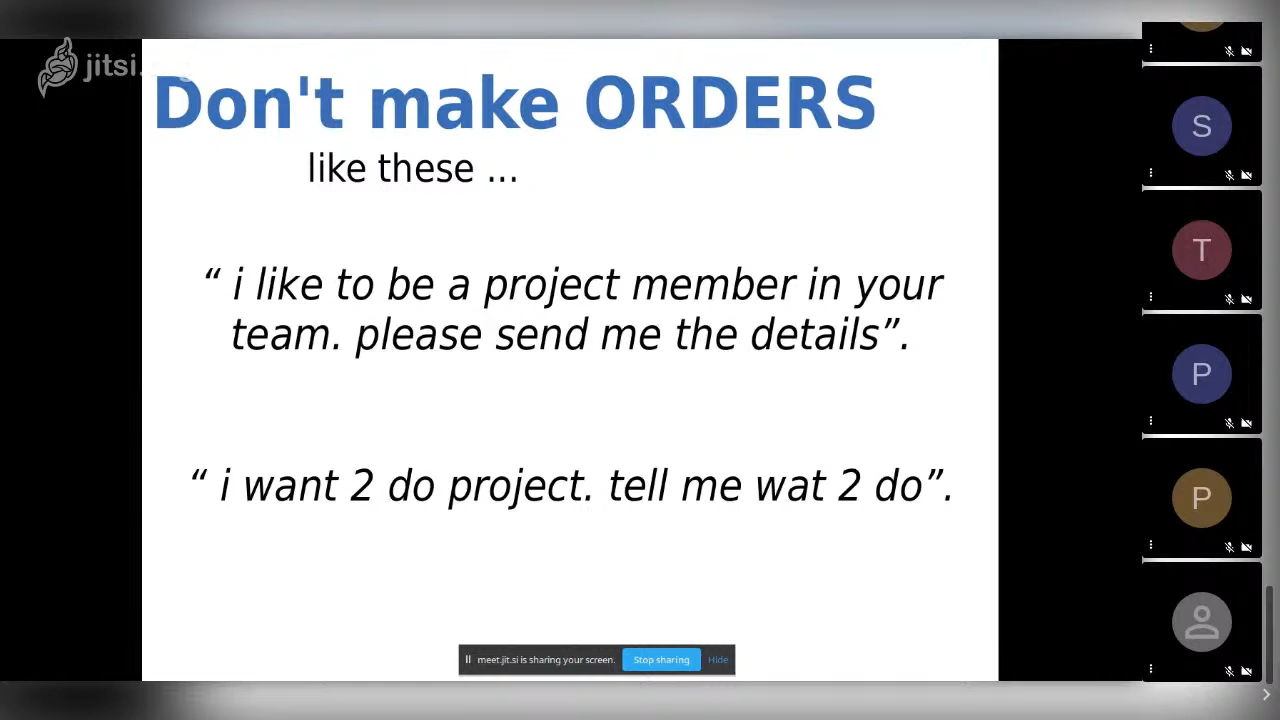 jitsi.
Don't make ORDERS
like these ...
“ i like to be a project member in your
team. please send me the details”.
“ i want 2 do project. tell me wat 2 do”.
meet.jit.si is sharing your screen.
Stop sharing
Hide
S
T
P
P